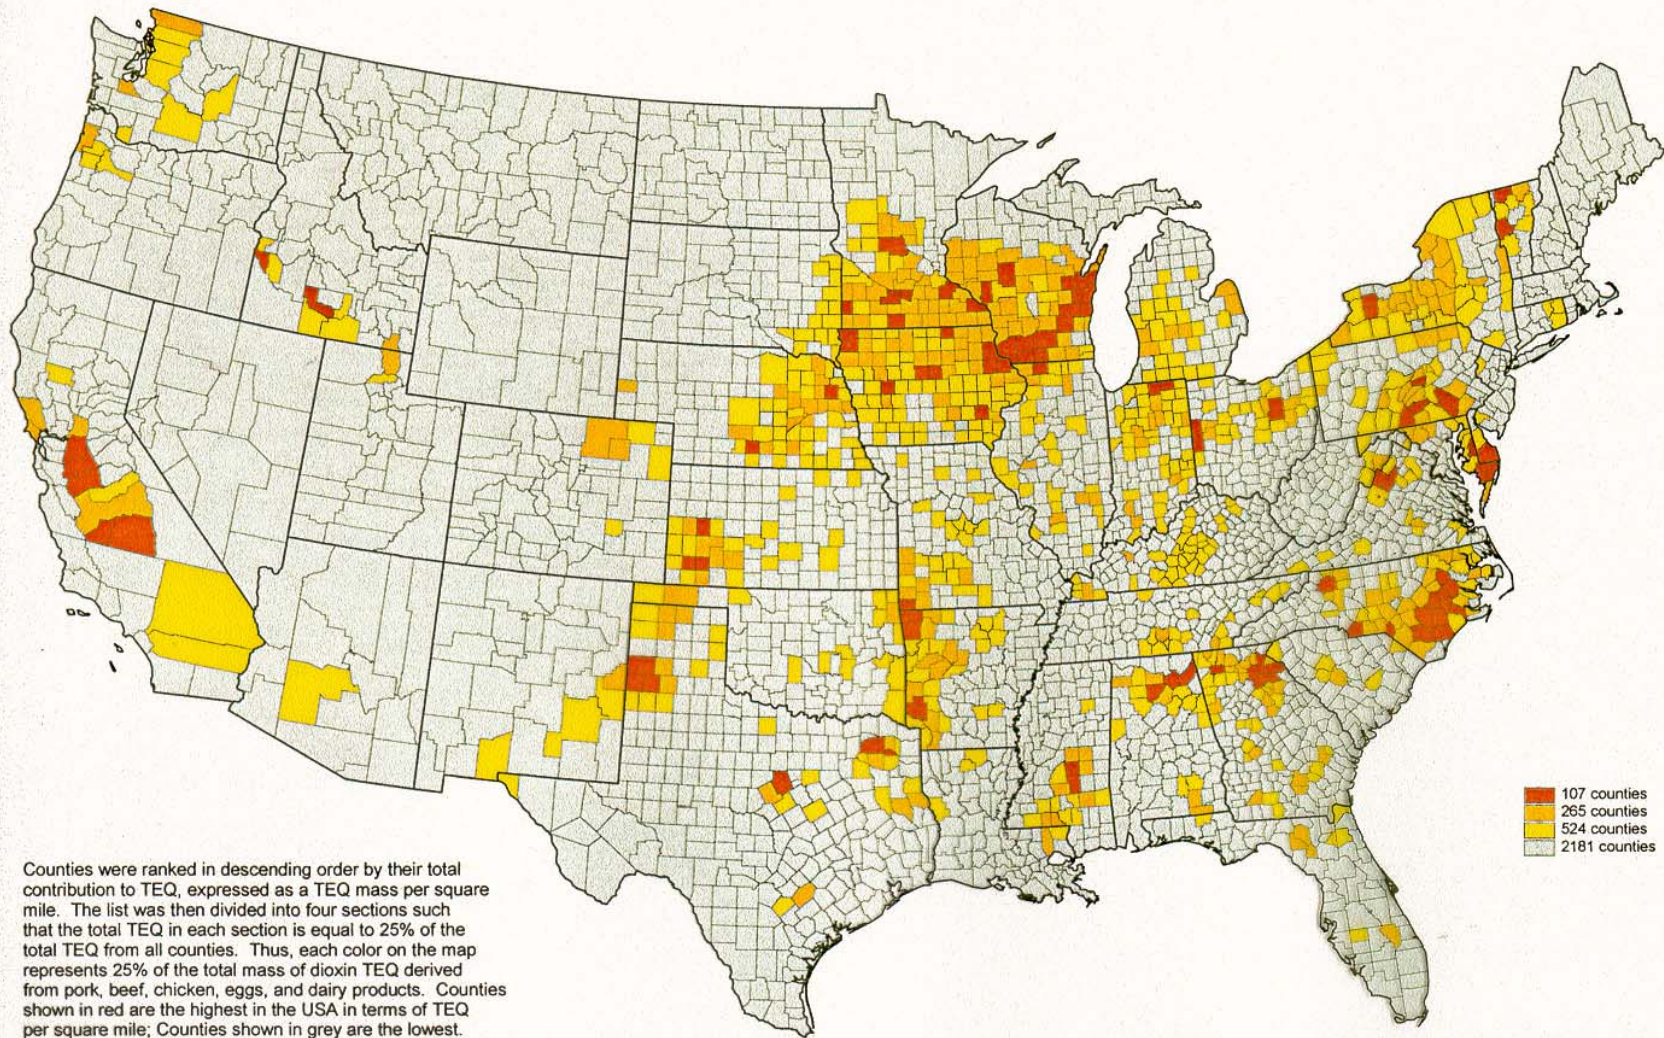 107 counties
265 counties
524 counties
2181 counties
Counties were ranked in descending order by their total
contribution to TEQ, expressed as a TEQ mass per square
mile. The list was then divided into four sections such
that the total TEQ in each section is equal to 25% of the
total TEQ from all counties. Thus, each color on the map
represents 25% of the total mass of dioxin TEQ derived
from pork, beef, chicken, eggs, and dairy products. Counties
shown in red are the highest in the USA in terms of TEQ
per square mile; Counties shown in grey are the lowest.